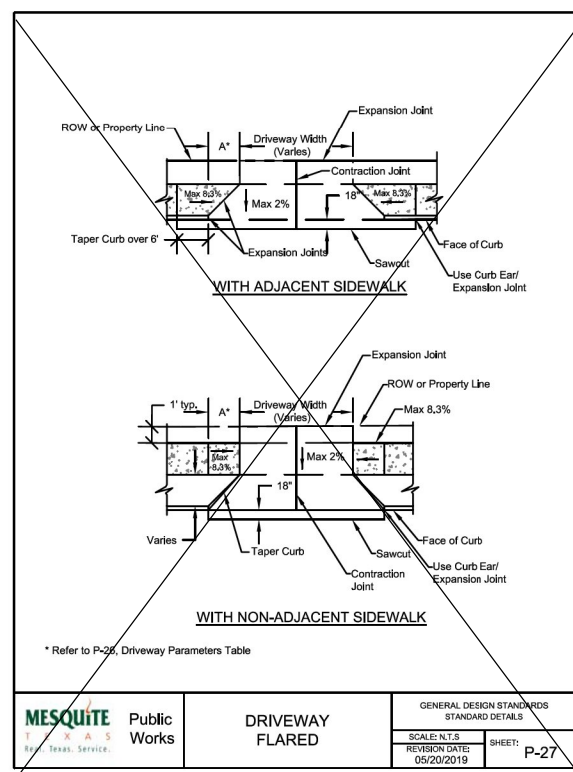 Expansion Joint
ROW or Property Line
A*
Driveway Width
(Varies)
Contraction Joint
Max 8.3%
Max 8.3%
18"
Max 2%
Taper Curb over 6'
Expansion Joints
Face of Curb
Sawcut
Use Curb Ear/
Expansion Joint
WITH ADJACENT SIDEWALK
Expansion Joint
ROW or Property Line
1' typ.
A*
Driveway Width
(Varies)
Max 8.3%
Max
8.3%
Max 2%
18"
Varies
Taper Curb
Face of Curb
Sawcut
Use Curb Ear/
Expansion Joint
Contraction
Joint
WITH NON-ADJACENT SIDEWALK
* Refer to P-26, Driveway Parameters Table
MESQUITE
TEXAS
Real. Texas. Service.
Public
Works
DRIVEWAY
FLARED
GENERAL DESIGN STANDARDS
STANDARD DETAILS
SCALE: N.T.S
REVISION DATE:
05/20/2019
SHEET: P-27